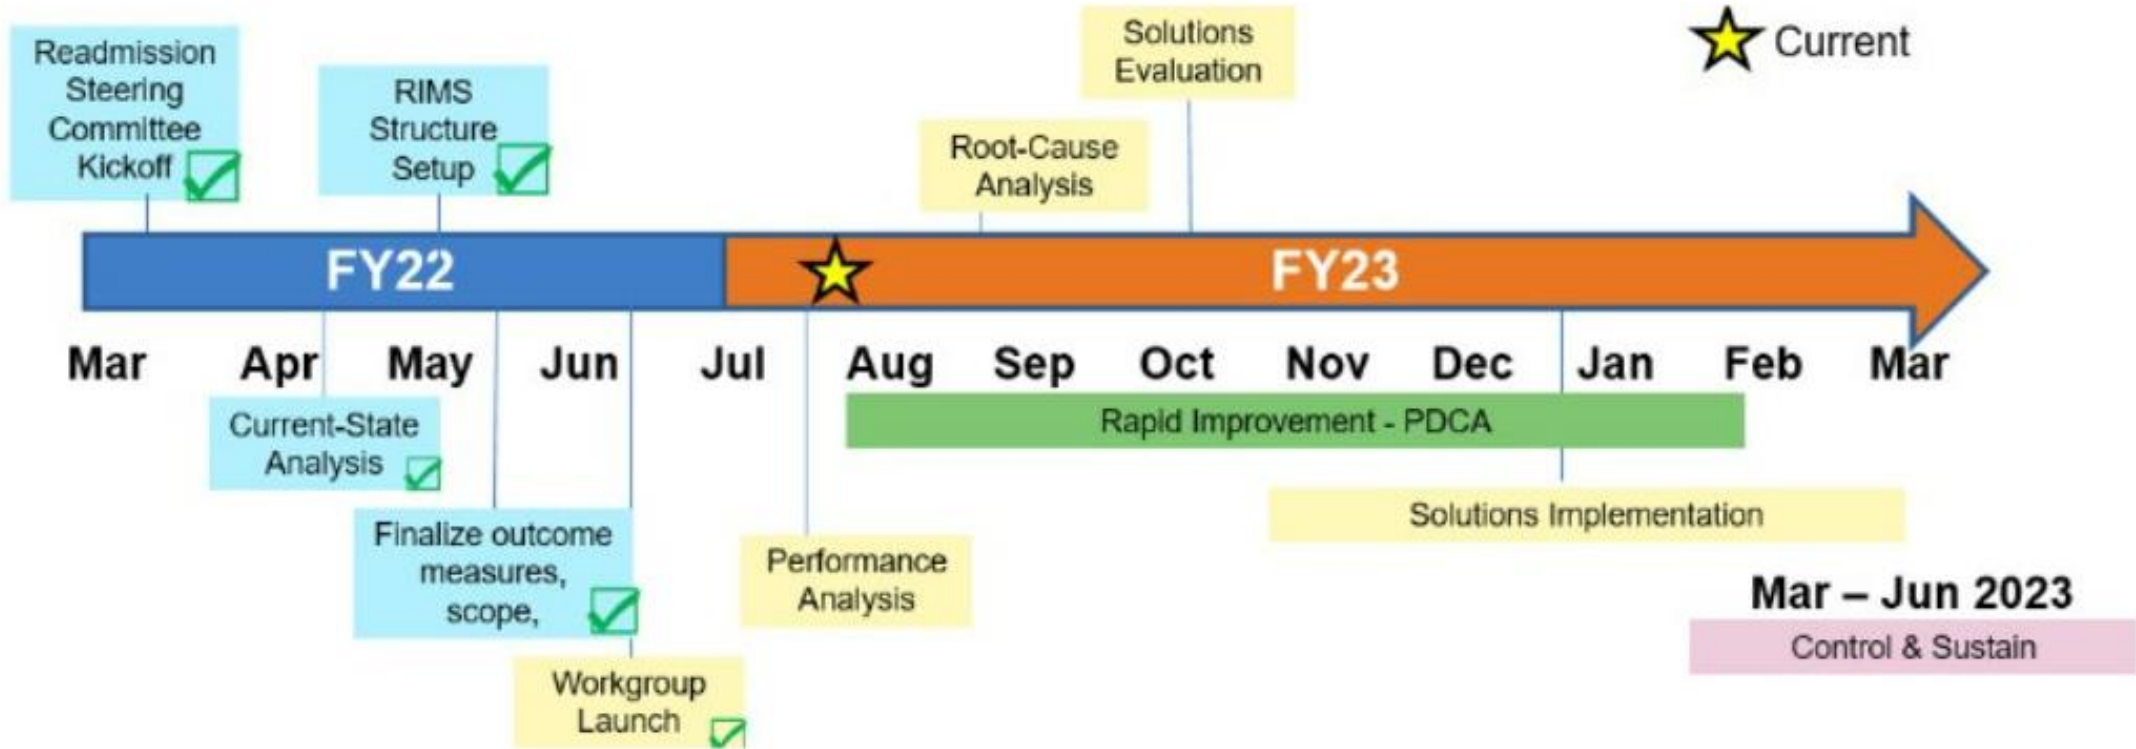 Readmission
Steering
Committee
Kickoff
RIMS
Structure
Setup
Root-Cause
Analysis
Solutions
Evaluation
Current
FY22
FY23
Mar Apr May Jun Jul Aug Sep Oct Nov Dec Jan Feb Mar
Current-State
Analysis
Finalize outcome
measures,
scope,
Workgroup
Launch
Performance
Analysis
Rapid Improvement - PDCA
Solutions Implementation
Mar – Jun 2023
Control & Sustain